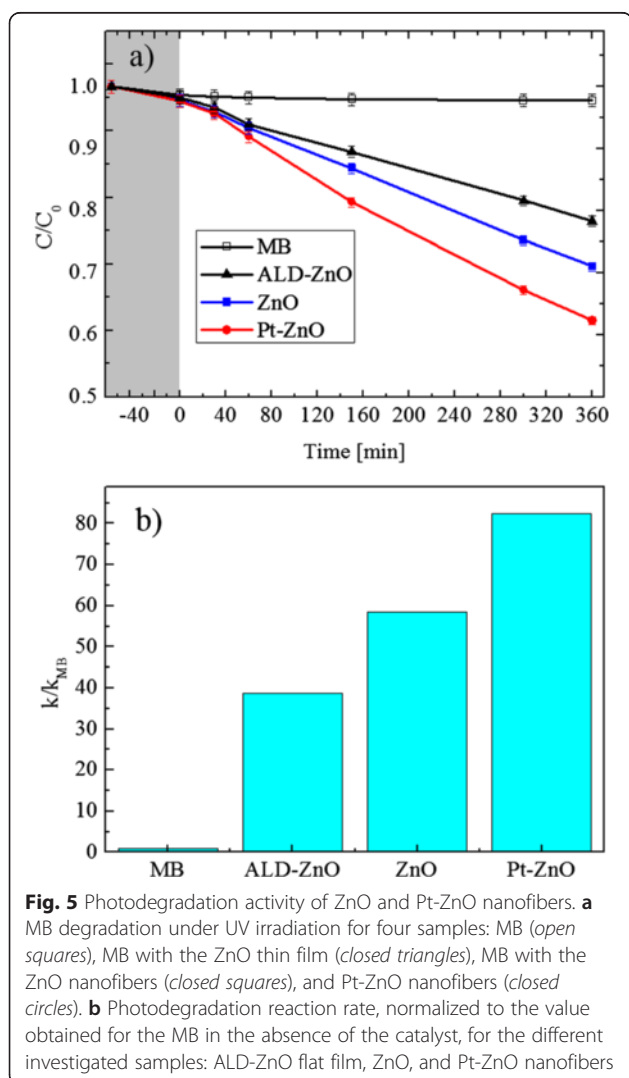 a)
1.0
0.9
0.8
0.7
0.6
0.5
C/C0
MB
ALD-ZnO
ZnO
Pt-ZnO
-40 0 40 80 120 160 200 240 280 320 360
Time [min]
b)
80
70
60
50
40
30
20
10
0
k/kMB
MB ALD-ZnO ZnO Pt-ZnO
Fig. 5 Photodegradation activity of ZnO and Pt-ZnO nanofibers. a
MB degradation under UV irradiation for four samples: MB (open
squares), MB with the ZnO thin film (closed triangles), MB with the
ZnO nanofibers (closed squares), and Pt-ZnO nanofibers (closed
circles). b Photodegradation reaction rate, normalized to the value
obtained for the MB in the absence of the catalyst, for the different
investigated samples: ALD-ZnO flat film, ZnO, and Pt-ZnO nanofibers